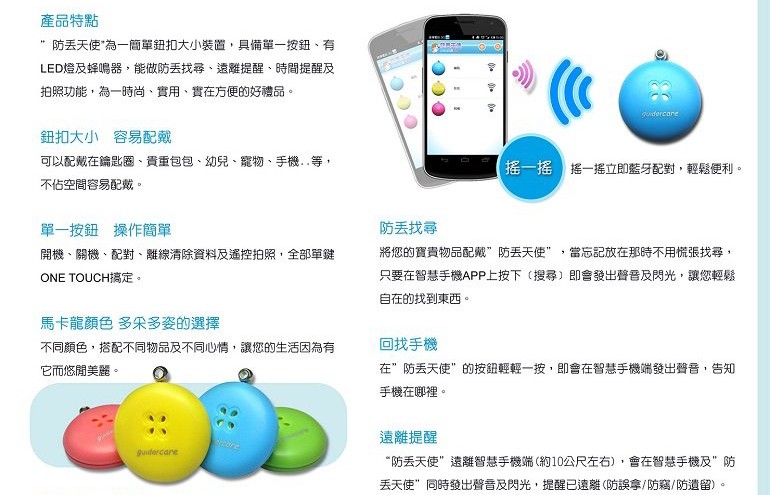 產品特點
”防丟天使”為一簡單鈕扣大小裝置，具備單一按鈕、有
LED燈及蜂鳴器，能做防丟找尋、遠離提醒、時間提醒及
拍照功能，為一時尚、實用、實在方便的好禮品。
鈕扣大小 容易配戴
可以配戴在鑰匙圈、貴重包包、幼兒、寵物、手機..等，
不佔空間容易配戴。
單一按鈕 操作簡單
開機、關機、配對、離線清除資料及遙控拍照，全部單鍵
ONE TOUCH搞定。
馬卡龍顏色 多采多姿的選擇
不同顏色，搭配不同物品及不同心情，讓您的生活因為有
它而悠閒美麗。
guidercare
guidercare
guidercare
搖一搖
搖一搖立即藍牙配對，輕鬆便利。
防丟找尋
將您的寶貴物品配戴”防丟天使”，當忘記放在那時不用慌張找尋，
只要在智慧手機APP上按下〔搜尋〕即會發出聲音及閃光，讓您輕鬆
自在的找到東西。
回找手機
在”防丟天使”的按鈕輕輕一按，即會在智慧手機端發出聲音，告知
手機在哪裡。
遠離提醒
“防丟天使”遠離智慧手機端(約10公尺左右)，會在智慧手機及”防
丟天使”同時發出聲音及閃光，提醒已遠離(防誤拿/防竊/防遺留)。